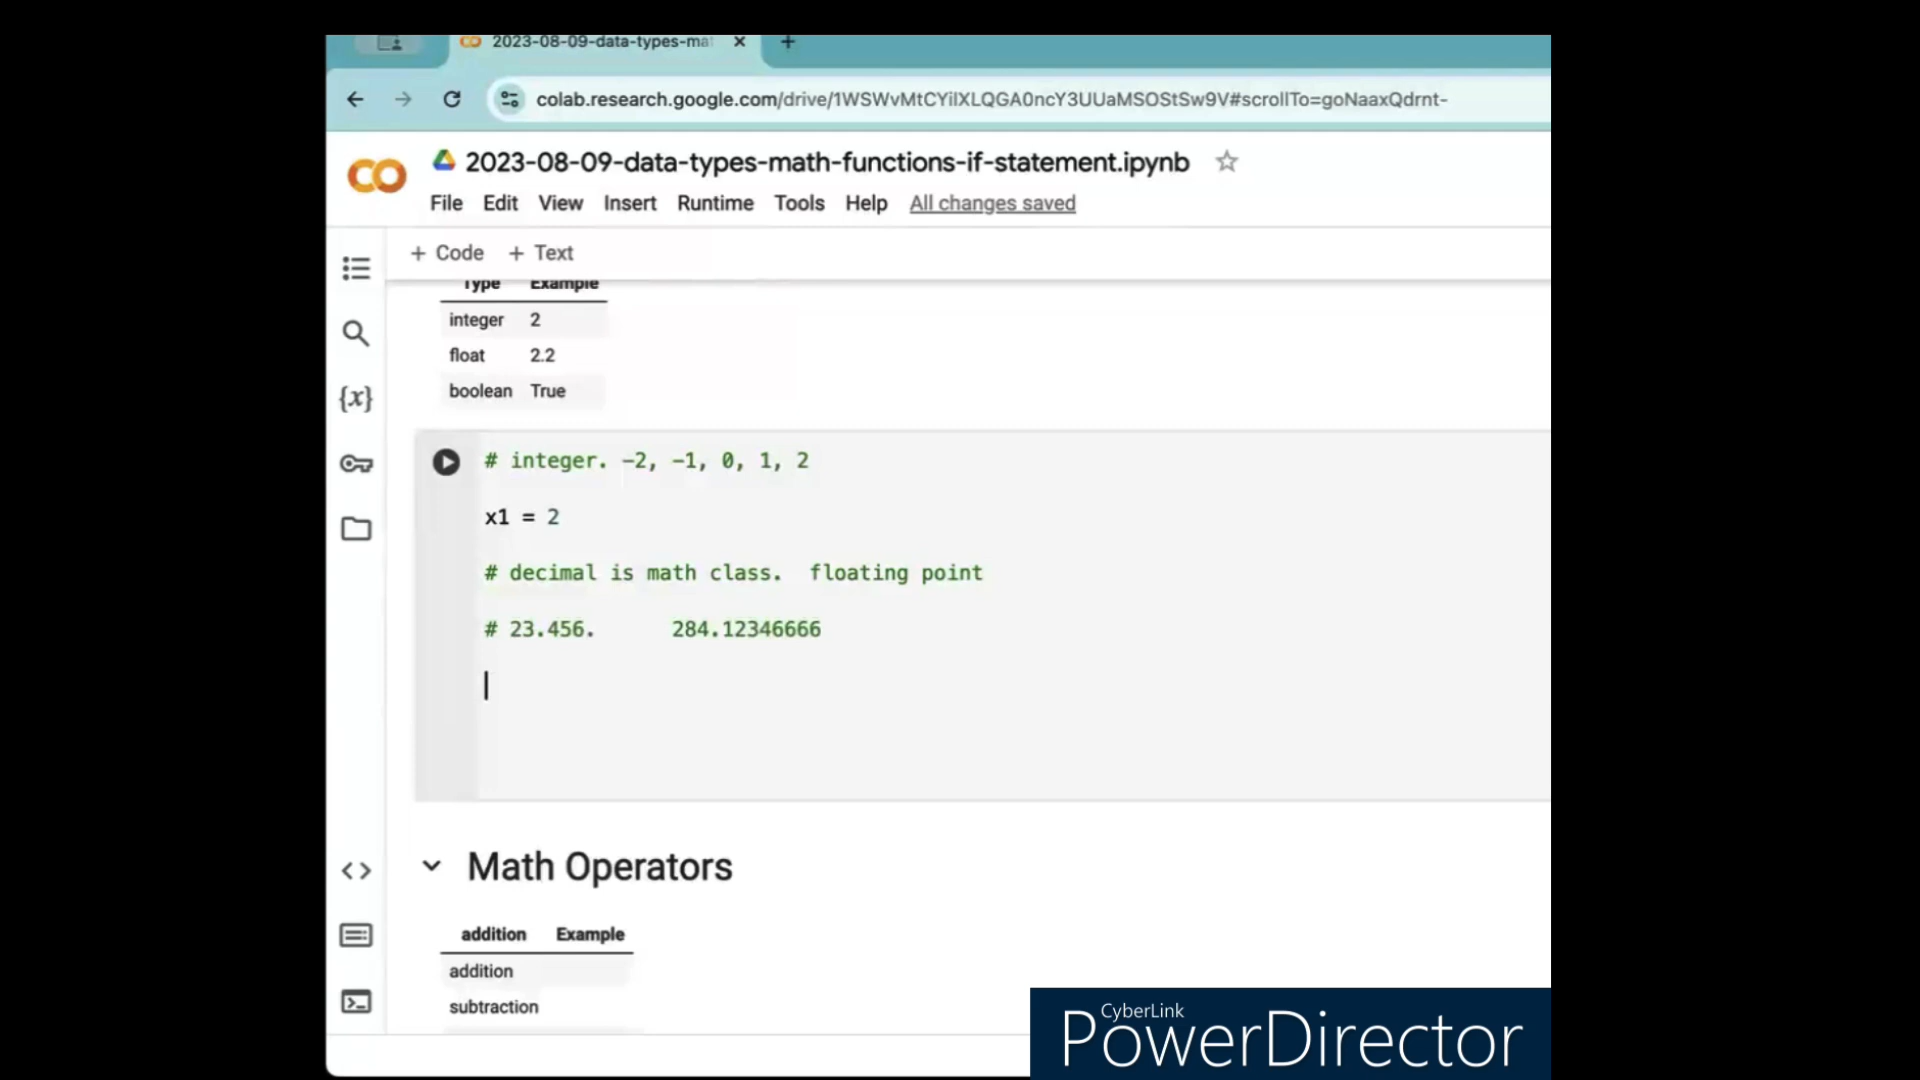 2023-08-09-data-types-ma
colab.research.google.com/drive/1WSWvMtCYilXLQGA0ncY3UUaMSOStSw9V#scrollTo=goNaaxQdrnt-
2023-08-09-data-types-math-functions-if-statement.ipynb
File Edit View Insert Runtime Tools Help All changes saved
+ Code + Text
Type Example
integer 2
float 2.2
boolean True
# integer. -2, -1, 0, 1, 2
x1 = 2
# decimal is math class. floating point
# 23.456. 284.12346666
Math Operators
addition Example
addition
subtraction
CyberLink
PowerDirector